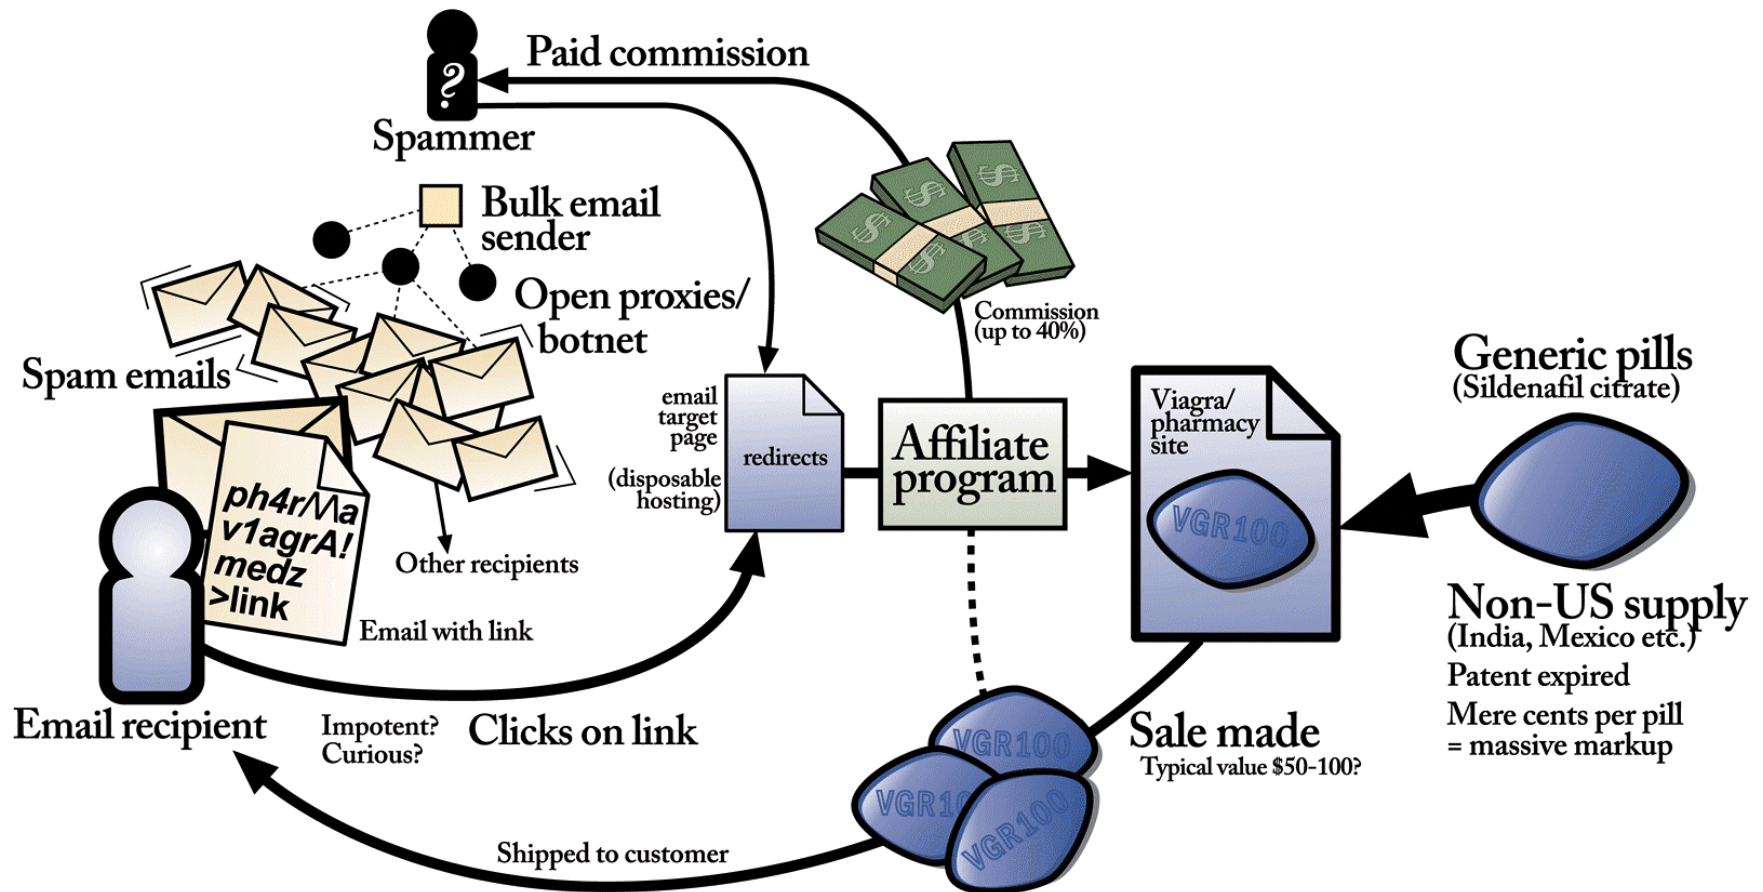 Paid commission
?
Spammer
Bulk email
sender
Open proxies/
botnet
Spam emails
$
$
$
$
$
$
Commission
(up to 40%)
email
target
page
(disposable
hosting)
redirects
Affiliate
program
Viagra/
pharmacy
site
VGR100
Generic pills
(Sildenafil citrate)
Non-US supply
(India, Mexico etc.)
Patent expired
Mere cents per pill
= massive markup
ph4r/\/\a
v1agrA!
medz
>link
Other recipients
Email with link
Email recipient
Impotent?
Curious?
Clicks on link
Sale made
Typical value $50-100?
VGR100
VGR10
VGR100
Shipped to customer